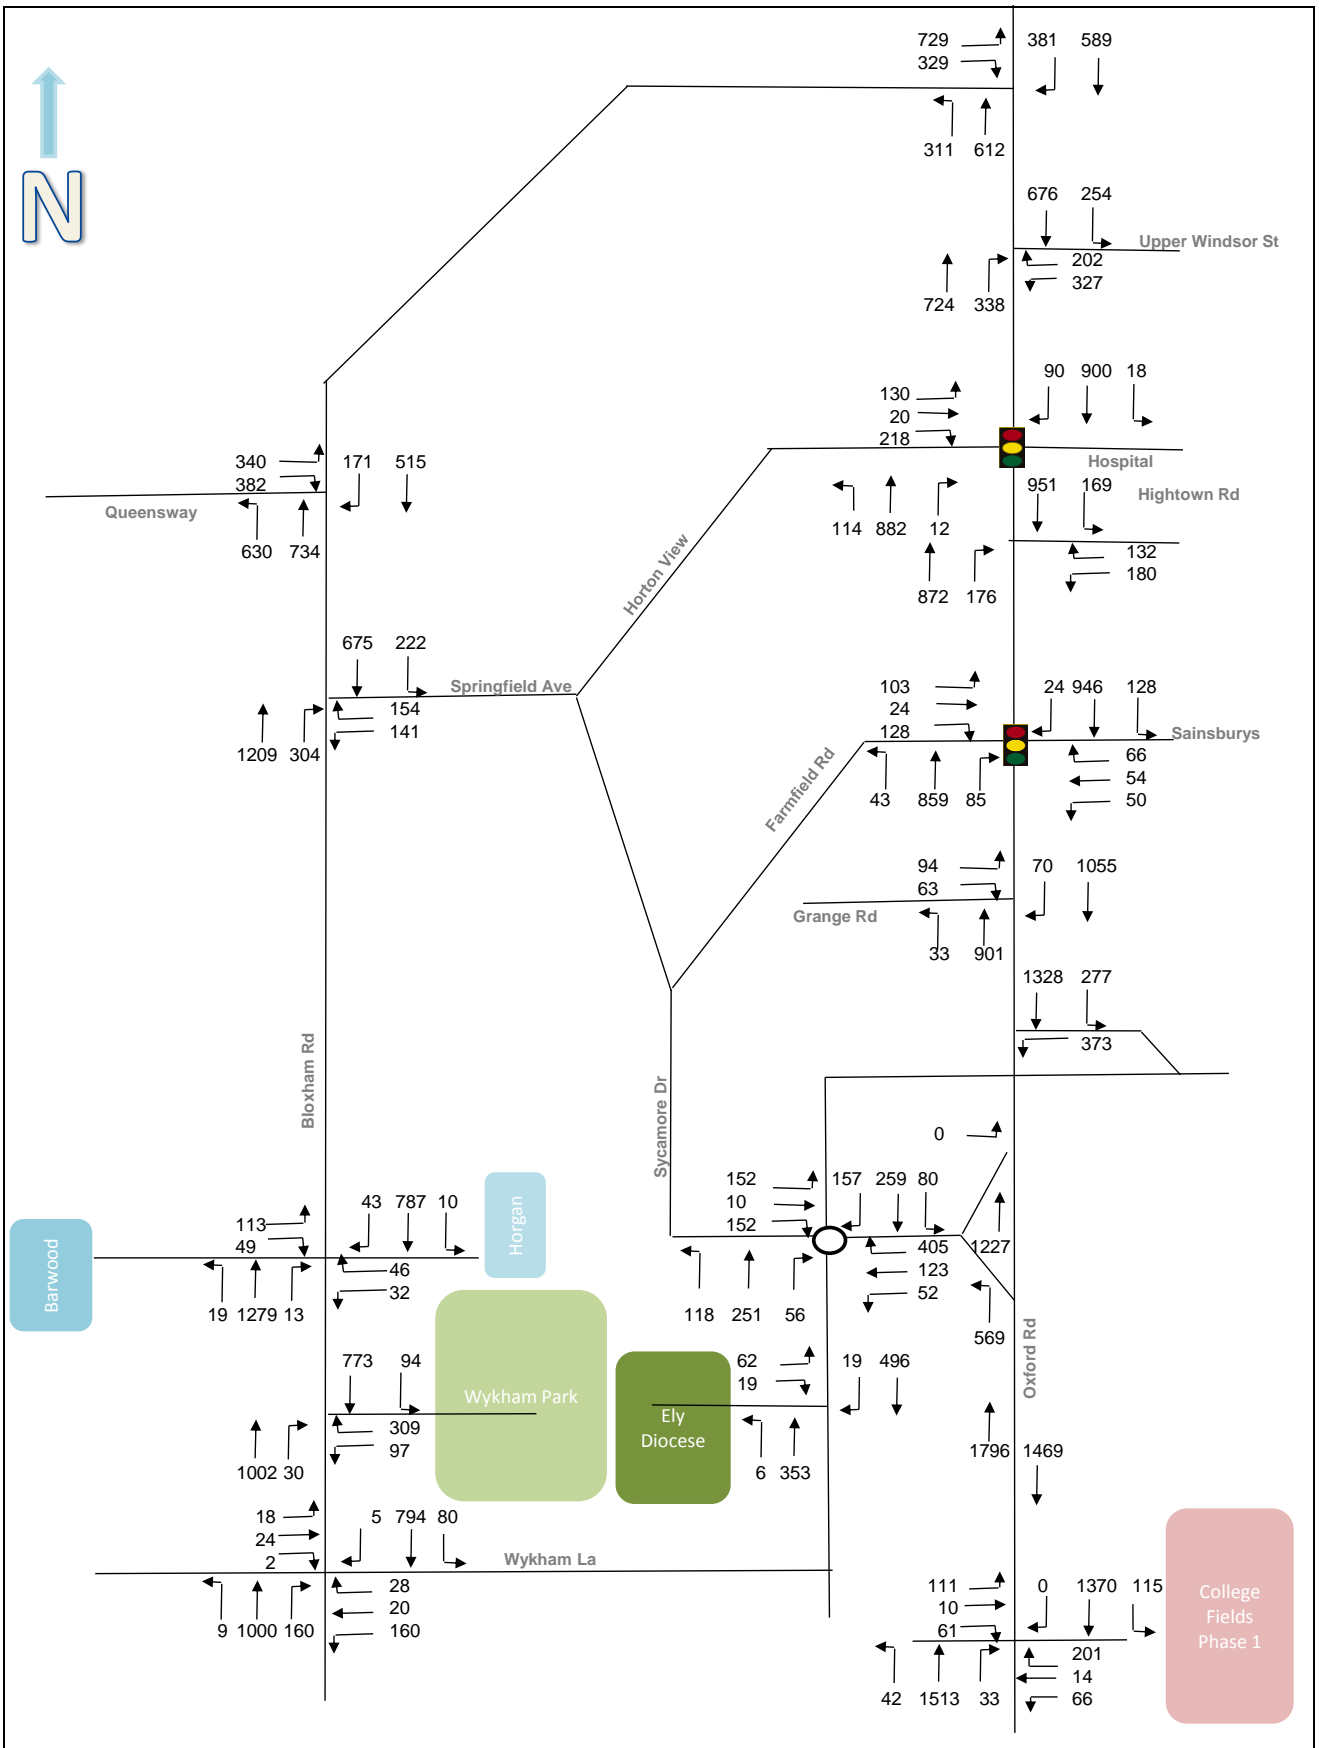 729 381 589
329
N
311 612
676 254
Upper Windsor St
202
327
724 338
90 900 18
130
20
218
Hospital
340 171 515
382
951 169
Hightown Rd
Queensway
114 882 12
630 734
132
180
Horton View
872 176
675 222
Springfield Ave
103 24 946 128
24
128
154
141
Sainsburys
1209 304
66
54
50
Farmfield Rd
43 859 85
94 70 1055
63
Grange Rd
33 901
1328 277
373
Bloxham Rd
Sycamore Dr
0
152 157 259 80
10
152
43 787 10
Horgan
113
49
405
123
52
1227
Barwood
46
32
19 1279 13
118 251 56
569
Oxford Rd
773 94
62 19 496
19
Wykham Park
Ely
Diocese
309
97
1002 30
6 353
1796 1469
18 5 794 80
24
2
Wykham La
28
20
160
9 1000 160
111 0 1370 115
10
61
College
Fields
Phase 1
201
14
66
42 1513 33